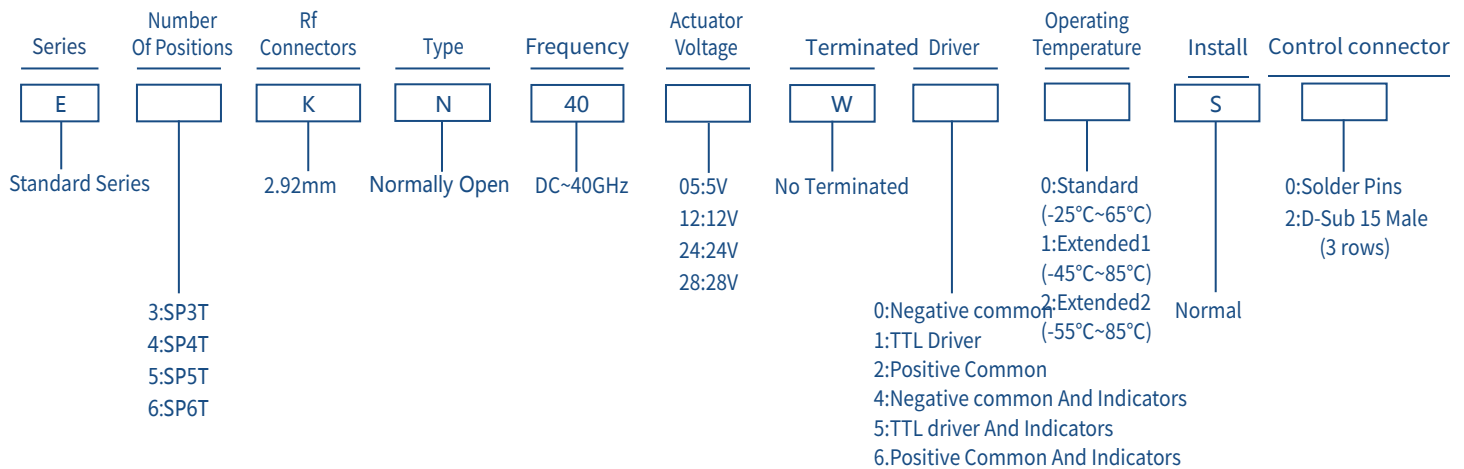 Series
Number
Of Positions
Rf
Connectors
Type
Frequency
Actuator
Voltage
Terminated
Driver
Operating
Temperature
Install
Control connector
E
K
N
40
W
S
Standard Series
2.92mm
Normally Open
DC~40GHz
05:5V
12:12V
24:24V
28:28V
No Terminated
0:Standard
(-25°C~65°C)
1:Extended1
(-45°C~85°C)
2:Extended2
(-55°C~85°C)
0:Solder Pins
2:D-Sub 15 Male
(3 rows)
3:SP3T
4:SP4T
5:SP5T
6:SP6T
0:Negative common
1:TTL Driver
2:Positive Common
4:Negative common And Indicators
5:TTL driver And Indicators
6.Positive Common And Indicators
Normal